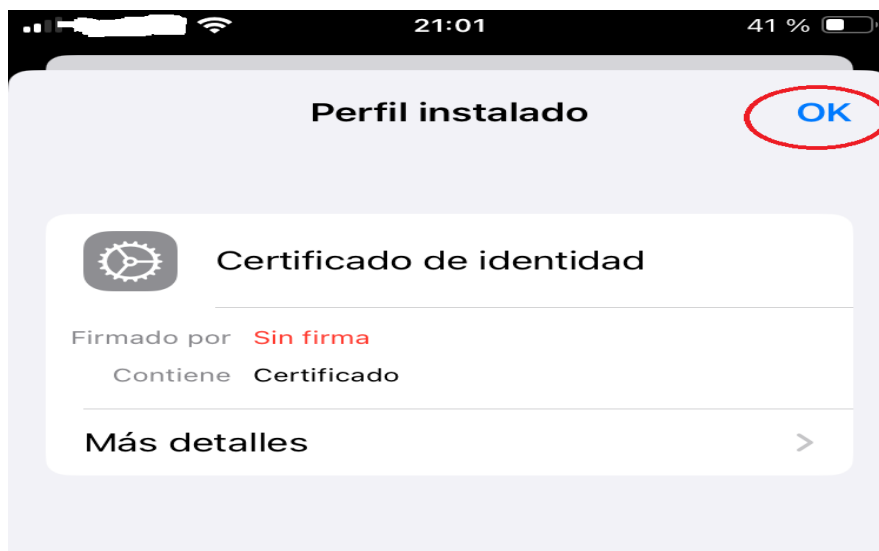 21:01 41 %
Perfil instalado OK
Certificado de identidad
Firmado por Sin firma
Contiene Certificado
Más detalles